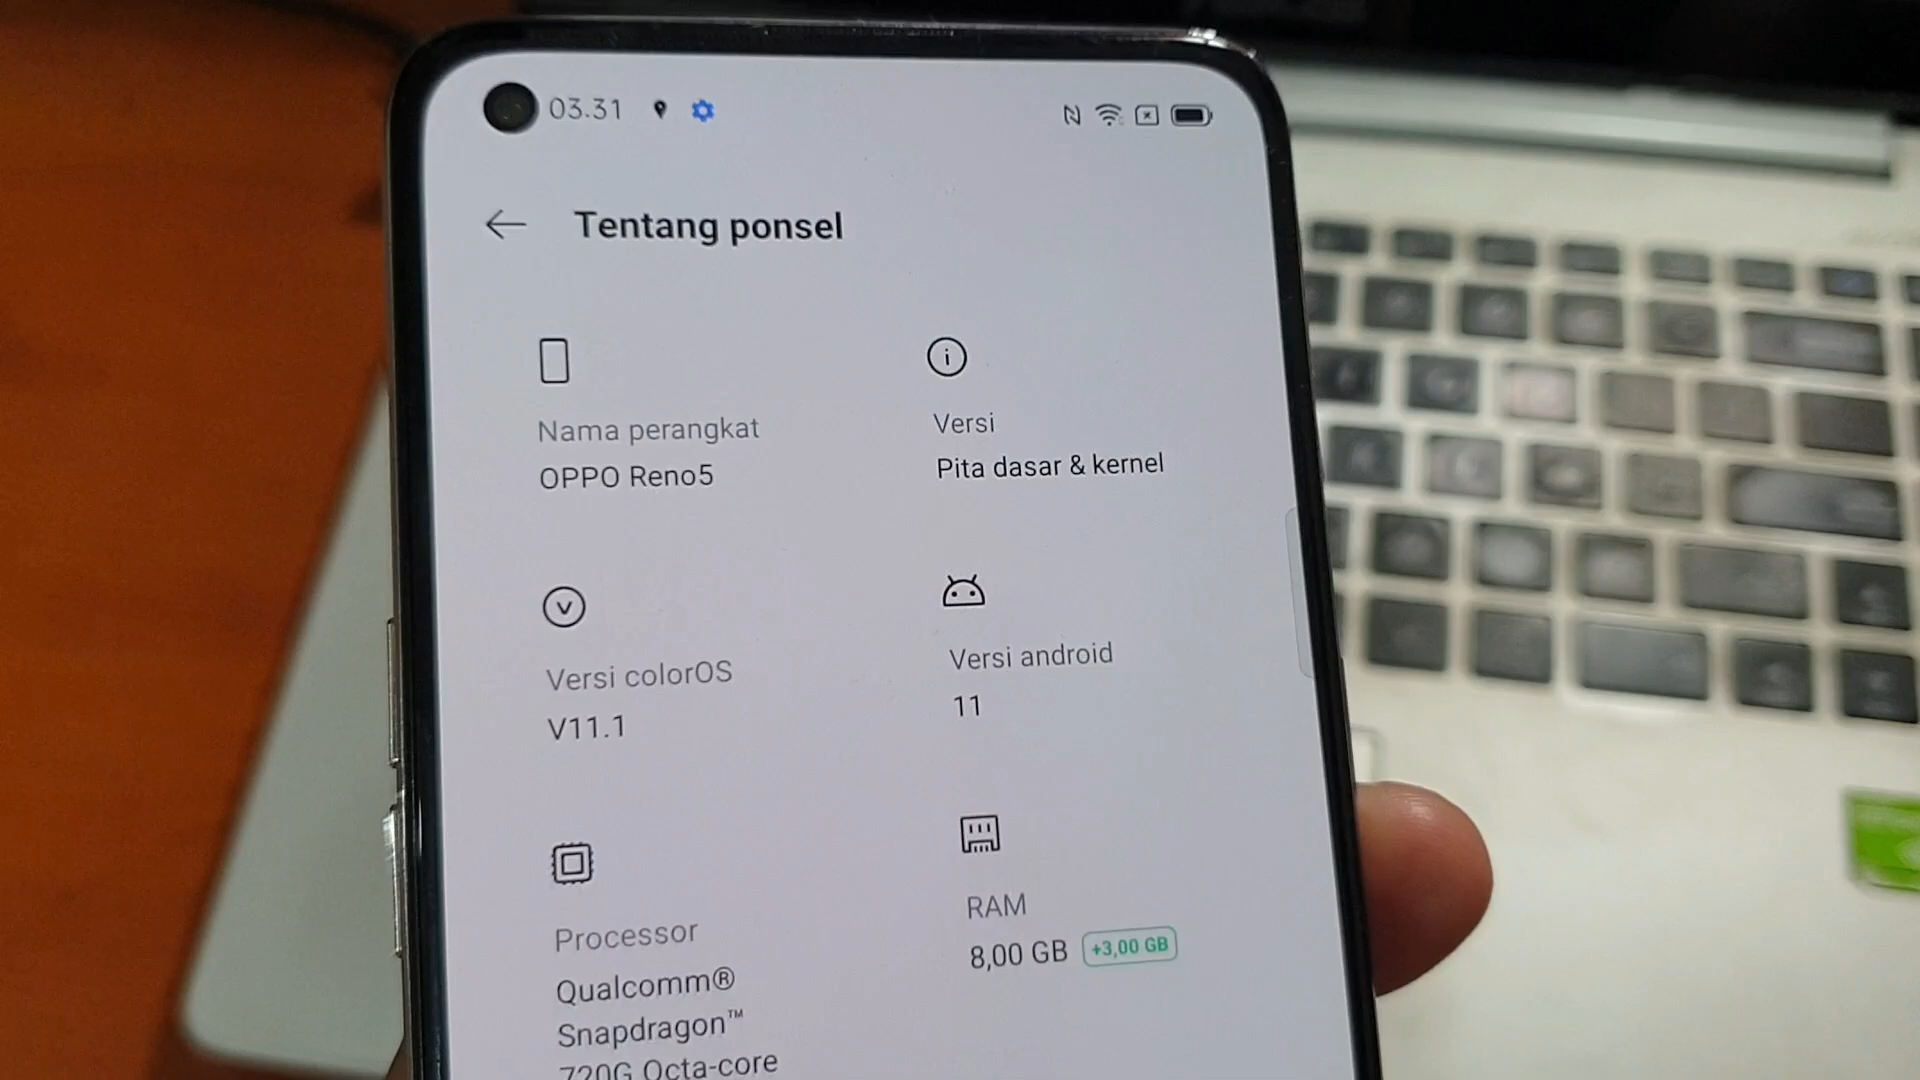 03.31
Tentang ponsel
Nama perangkat
OPPO Reno5
Versi
Pita dasar & kernel
Versi colorOS
V11.1
Versi android
11
Processor
Qualcomm®
Snapdragon™
720G Octa-core
RAM
8,00 GB +3,00 GB